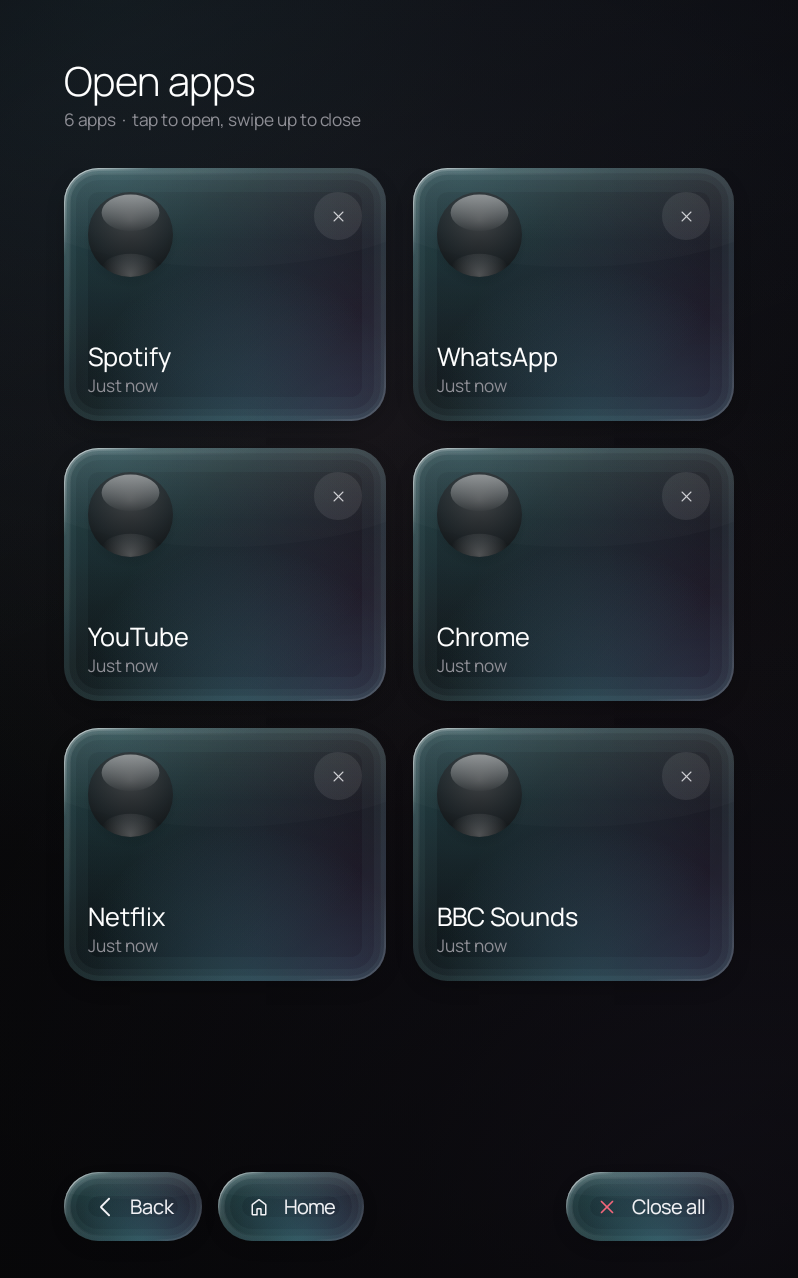 Open apps
6 apps · tap to open, swipe up to close
Spotify
Just now
WhatsApp
Just now
YouTube
Just now
Chrome
Just now
Netflix
Just now
BBC Sounds
Just now
Back
Home
Close all